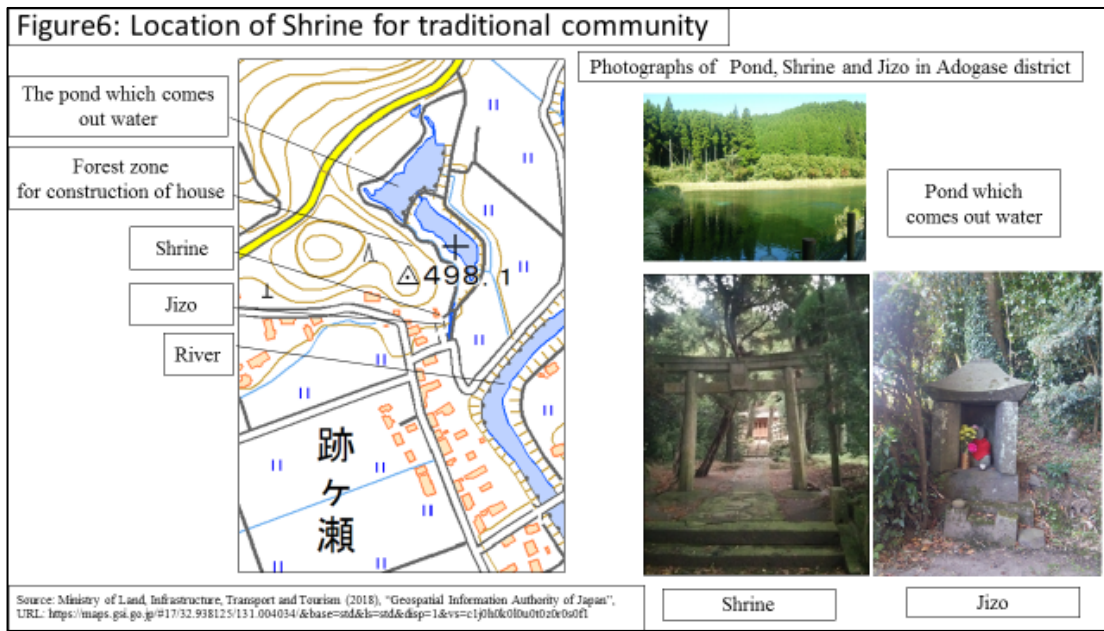 Figure6: Location of Shrine for traditional community
The pond which comes
out water
Forest zone
for construction of house
Shrine
Jizo
River
498.1
跡ヶ瀬
Photographs of Pond, Shrine and Jizo in Adogase district
Pond which
comes out water
Shrine
Jizo
Source: Ministry of Land, Infrastructure, Transport and Tourism (2018), "Geospatial Information Authority of Japan",
URL: https://maps.gsi.go.jp/#17/32.938125/131.004034/&base=std&ls=std&disp=1&vs=c1j0h0k0l0u0t0z0r0s0f1